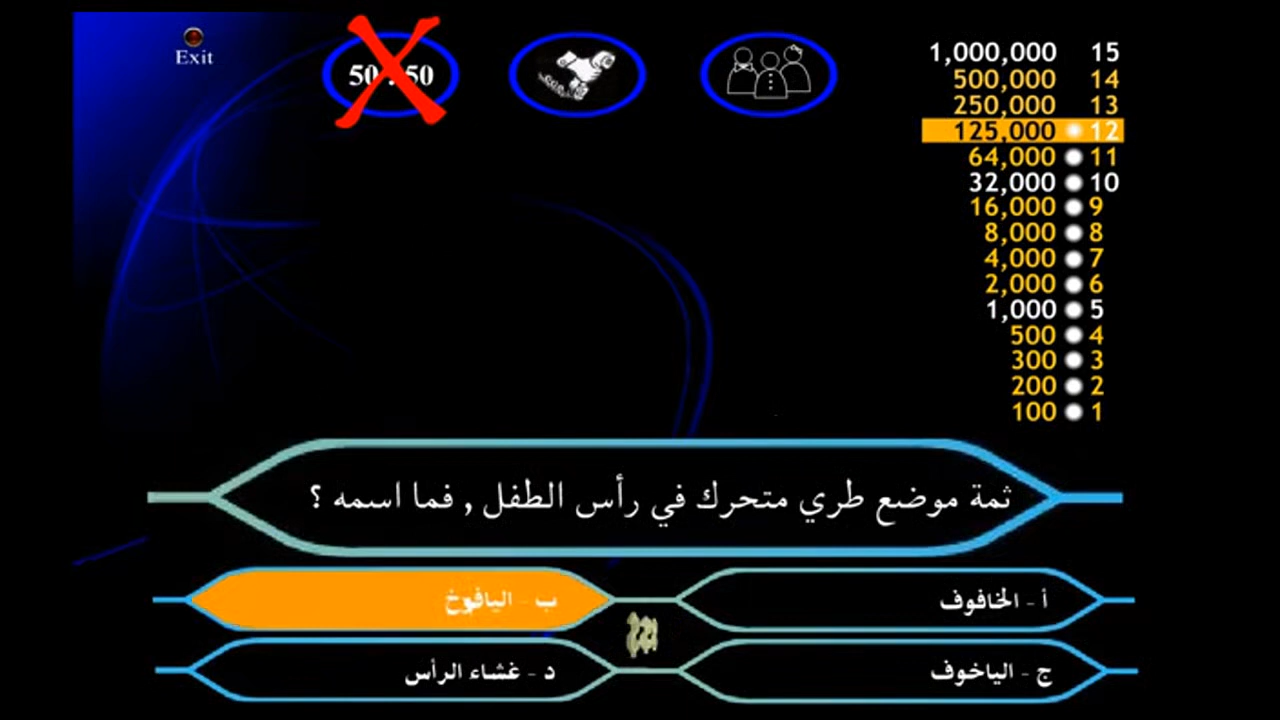 Exit
50 : 50
1,000,000 15
500,000 14
250,000 13
125,000 12
64,000 11
32,000 10
16,000 9
8,000 8
4,000 7
2,000 6
1,000 5
500 4
300 3
200 2
100 1
ثمة موضع طري متحرك في رأس الطفل , فما اسمه ؟
أ - الخافوف
ب - اليافوخ
ج - الياخوف
د - غشاء الرأس